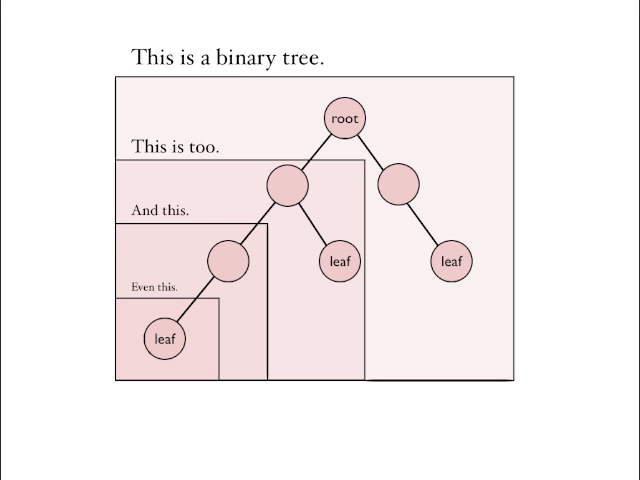 This is a binary tree.
root
This is too.
And this.
leaf
leaf
Even this.
leaf